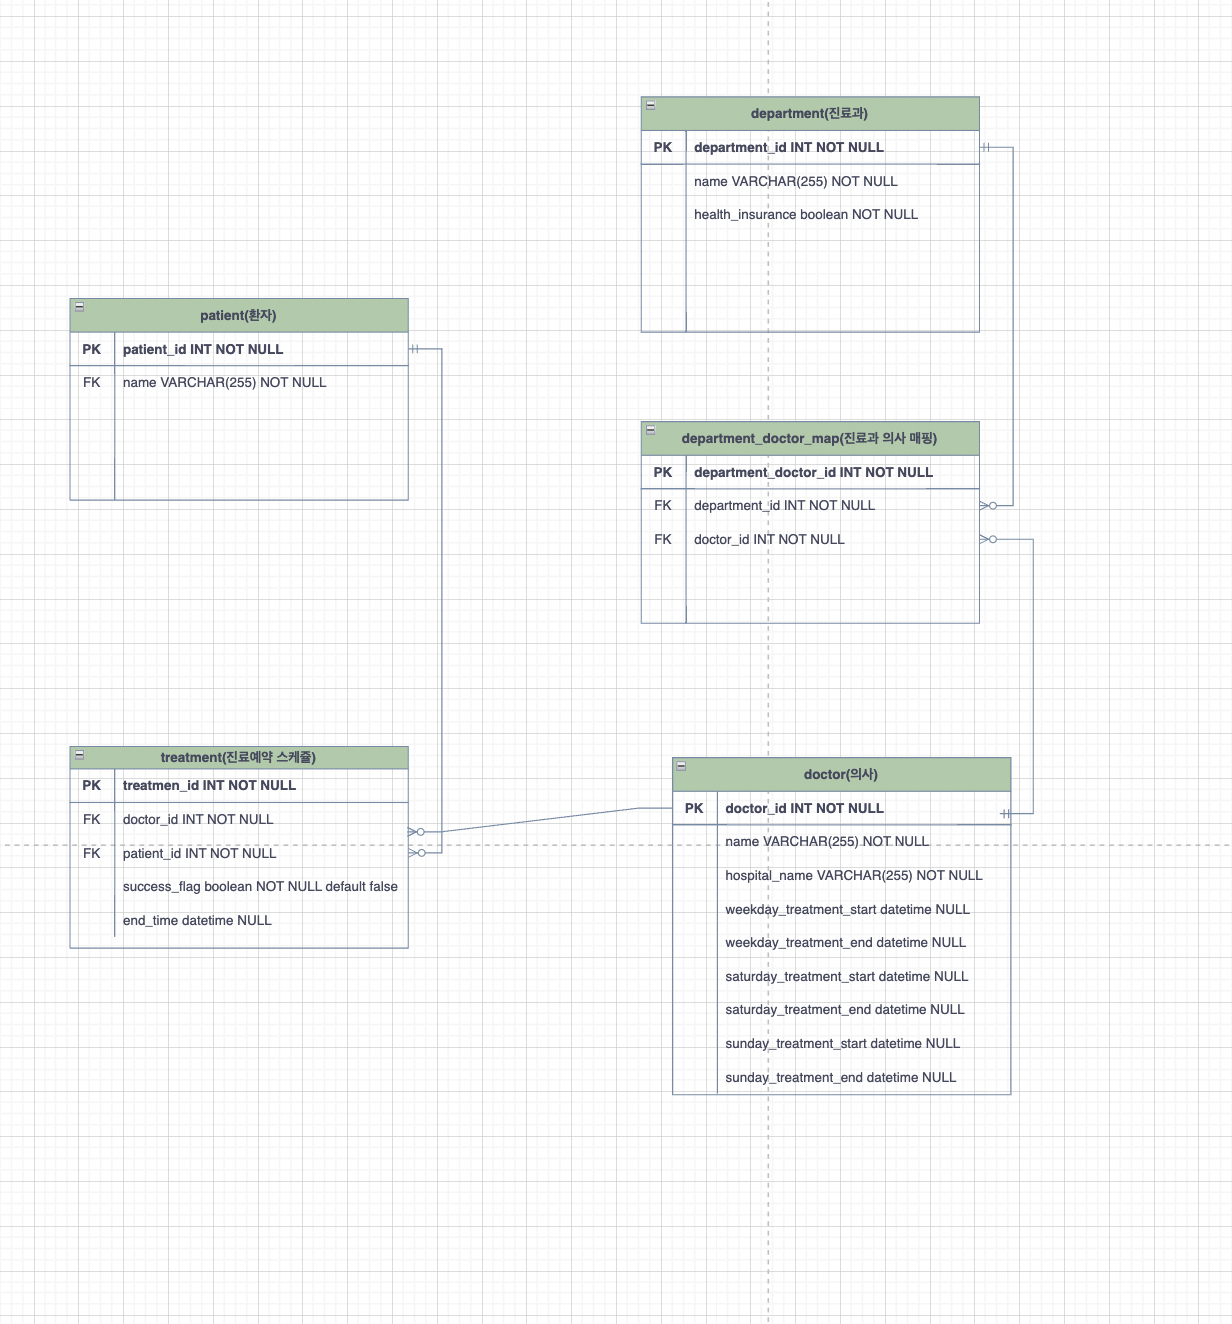 department(진료과)
PK department_id INT NOT NULL
name VARCHAR(255) NOT NULL
health_insurance boolean NOT NULL
patient(환자)
PK patient_id INT NOT NULL
FK name VARCHAR(255) NOT NULL
department_doctor_map(진료과 의사 매핑)
PK department_doctor_id INT NOT NULL
FK department_id INT NOT NULL
FK doctor_id INT NOT NULL
treatment(진료예약 스케쥴)
PK treatmen_id INT NOT NULL
FK doctor_id INT NOT NULL
FK patient_id INT NOT NULL
success_flag boolean NOT NULL default false
end_time datetime NULL
doctor(의사)
PK doctor_id INT NOT NULL
name VARCHAR(255) NOT NULL
hospital_name VARCHAR(255) NOT NULL
weekday_treatment_start datetime NULL
weekday_treatment_end datetime NULL
saturday_treatment_start datetime NULL
saturday_treatment_end datetime NULL
sunday_treatment_start datetime NULL
sunday_treatment_end datetime NULL